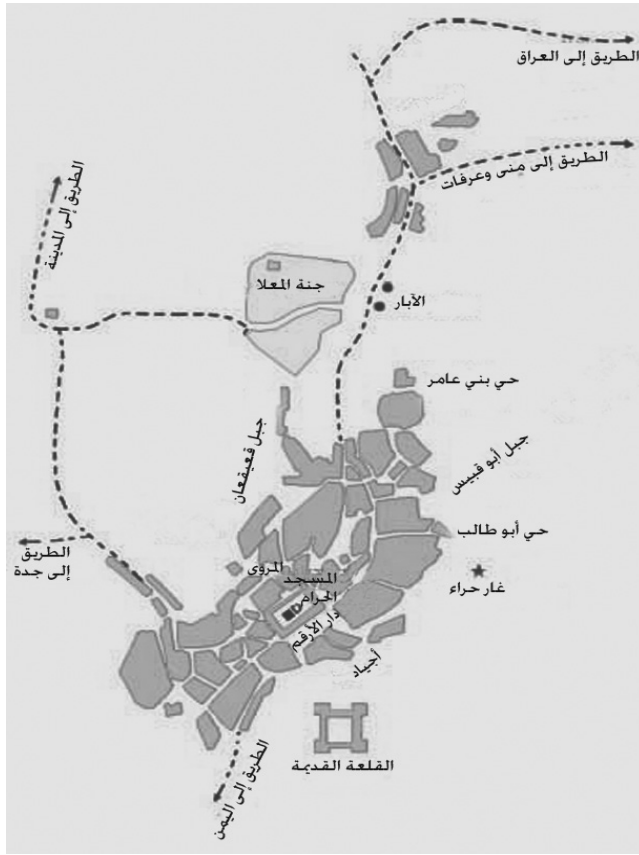 الطريق إلى العراق
الطريق إلى منى وعرفات
الطريق إلى المدينة
جنة المعلا
الآبار
حي بني عامر
جبل قعيقعان
جبل أبو قبيس
حي أبو طالب
الطريق
إلى جدة
المروى
المسجد
الحرام
غار حراء
دار الأرقم
أجياد
القلعة القديمة
الطريق إلى اليمن